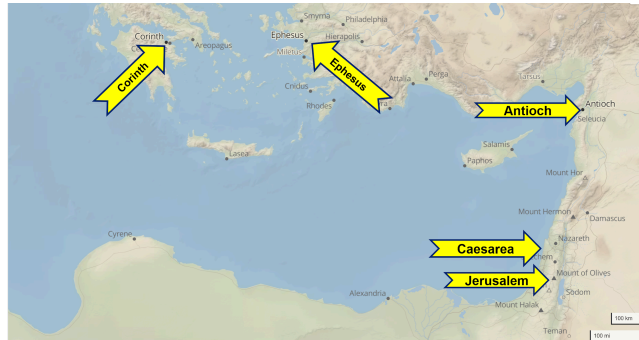 Smyrna
Philadelphia
Corinth
Ephesus
Hierapolis
Areopagus
Miletus
Corinth
Ephesus
Cnidus
Rhodes
Attalia
Perga
Tarsus
Antioch
Antioch
Seleucia
Lasea
Salamis
Paphos
Mount Hor
Mount Hermon
Damascus
Cyrene
Nazareth
Caesarea
Jerusalem
Mount of Olives
Alexandria
Sodom
Mount Halak
Teman
100 km
100 mi